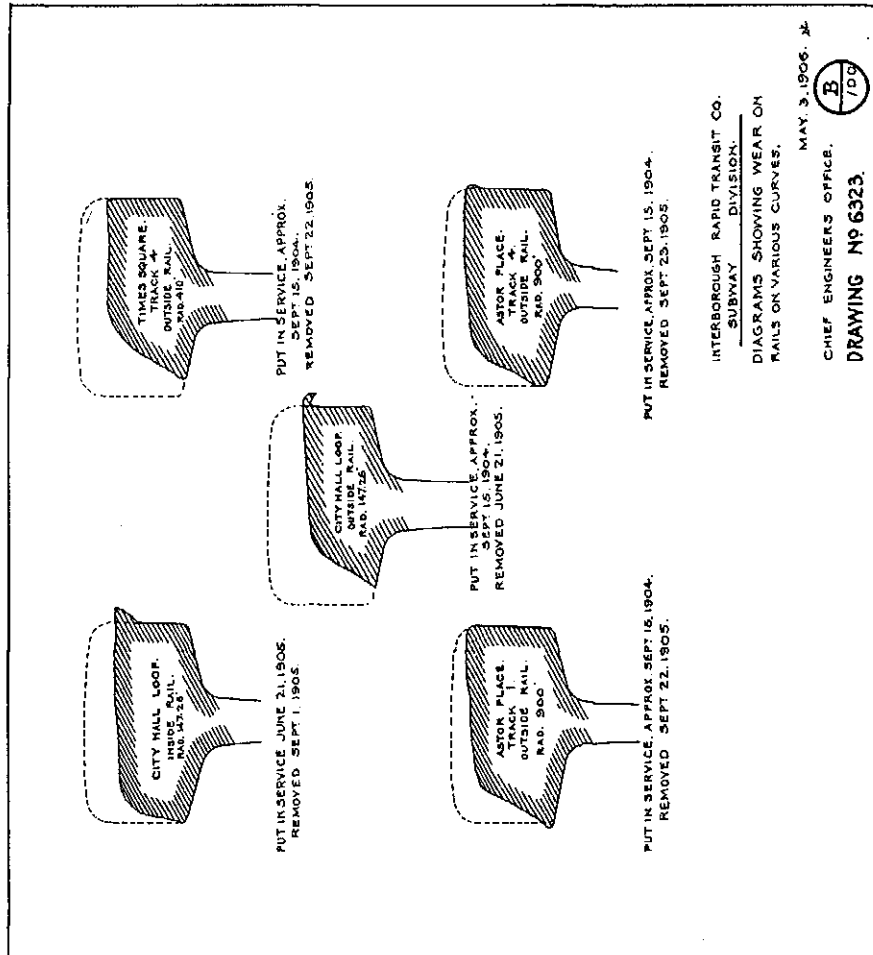 TIMES SQUARE.
TRACK 4.
OUTSIDE RAIL.
RAD. 410'
PUT IN SERVICE, APPROX.
SEPT 15, 1904.
REMOVED SEPT 22, 1905.
ASTOR PLACE.
TRACK 4.
OUTSIDE RAIL.
RAD. 900'
PUT IN SERVICE, APPROX. SEPT 15, 1904.
REMOVED SEPT 23, 1905.
CITY HALL LOOP.
OUTSIDE RAIL.
RAD. 147.28'
PUT IN SERVICE, APPROX.
SEPT 15, 1904.
REMOVED JUNE 21, 1905.
CITY HALL LOOP.
INSIDE RAIL.
RAD. 147.28'
PUT IN SERVICE JUNE 21, 1905.
REMOVED SEPT 1, 1905.
ASTOR PLACE.
TRACK 1.
OUTSIDE RAIL.
RAD. 900'
PUT IN SERVICE, APPROX. SEPT 15, 1904.
REMOVED SEPT 22, 1905.
INTERBOROUGH RAPID TRANSIT CO.
SUBWAY DIVISION.
DIAGRAMS SHOWING WEAR ON
RAILS ON VARIOUS CURVES.
MAY. 3. 1906.
CHIEF ENGINEERS OFFICE.
B
100
DRAWING Nº 6323.